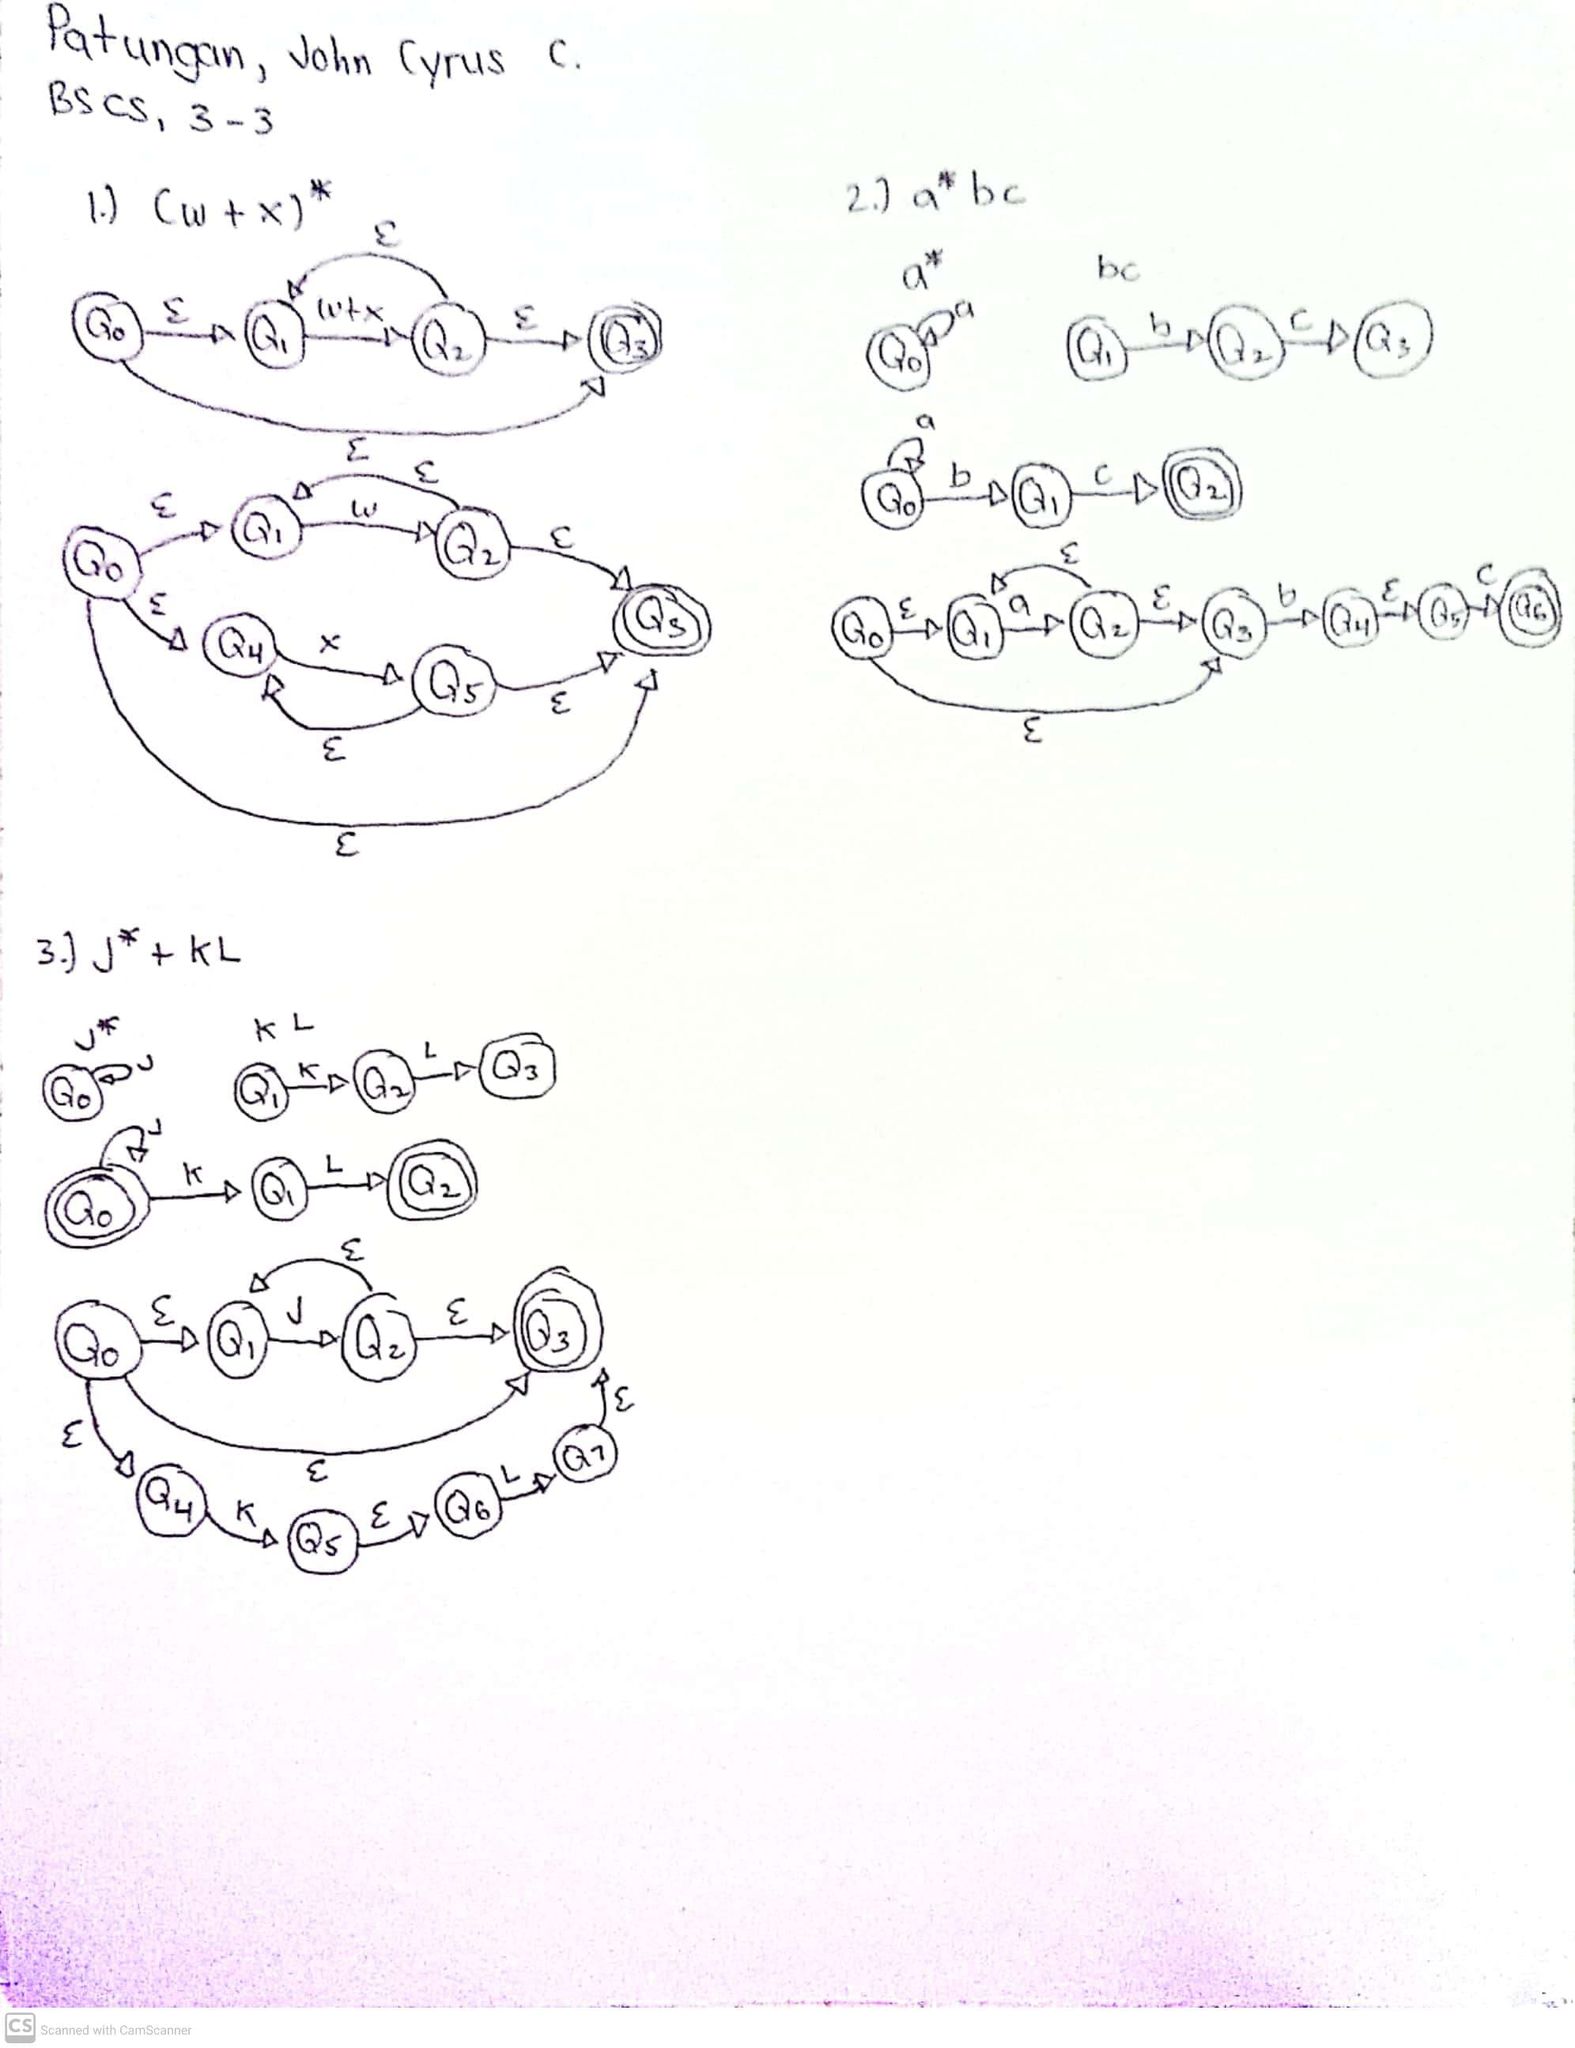 Patungan, John Cyrus C.
BSCS, 3-3
1.) (w + x)*
ε
Q0 ε Q1 w+x Q2 ε Q3
ε
ε
ε Q1 w Q2 ε
Q0
ε Q4 x Q5 ε Q3
ε
ε
2.) a* bc
a* bc
Q0 a Q1 b Q2 c Q3
a
Q0 b Q1 c Q2
ε
Q0 ε Q1 a Q2 ε Q3 b Q4 ε Q5 c Q6
ε
3.) J* + KL
J* K L
Q0 J Q1 K Q2 L Q3
J
Q0 K Q1 L Q2
ε
Q0 ε Q1 J Q2 ε Q3
ε ε ε
Q4 K Q5 ε Q6 L Q7
CS Scanned with CamScanner